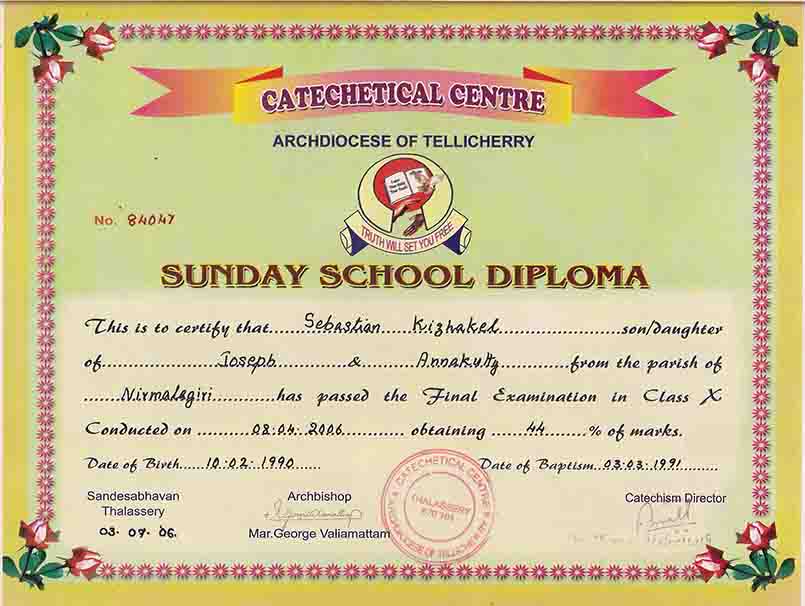 CATECHETICAL CENTRE
ARCHDIOCESE OF TELLICHERRY
TRUTH WILL SET YOU FREE
No. 84047
SUNDAY SCHOOL DIPLOMA
This is to certify that Sebastian Kizhakel son/daughter
of Joseph & Annakutty from the parish of
Nirmalagiri has passed the Final Examination in Class X
Conducted on 08.04.2006 obtaining 44 % of marks.
Date of Birth 10.02.1990 Date of Baptism 03.03.1991
Sandesabhavan
Thalassery
03.07.06.
Archbishop
Mar.George Valiamattam
CATECHETICAL CENTRE
THALASSERY
ARCHDIOCESE OF TELLICHERRY
Catechism Director